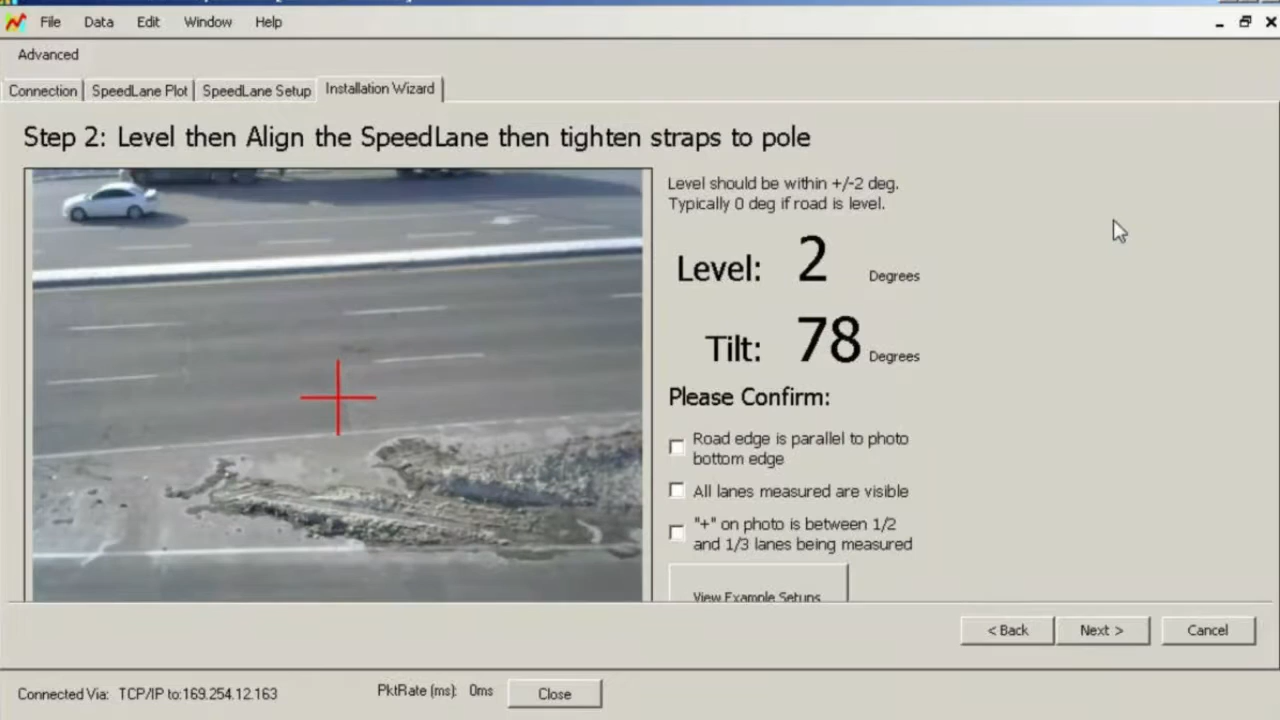 File Data Edit Window Help
Advanced
Connection SpeedLane Plot SpeedLane Setup Installation Wizard
Step 2: Level then Align the SpeedLane then tighten straps to pole
Level should be within +/-2 deg.
Typically 0 deg if road is level.
Level: 2 Degrees
Tilt: 78 Degrees
Please Confirm:
Road edge is parallel to photo
bottom edge
All lanes measured are visible
"+" on photo is between 1/2
and 1/3 lanes being measured
View Example Setups
< Back Next > Cancel
Connected Via: TCP/IP to:169.254.12.163 PktRate (ms): 0ms Close